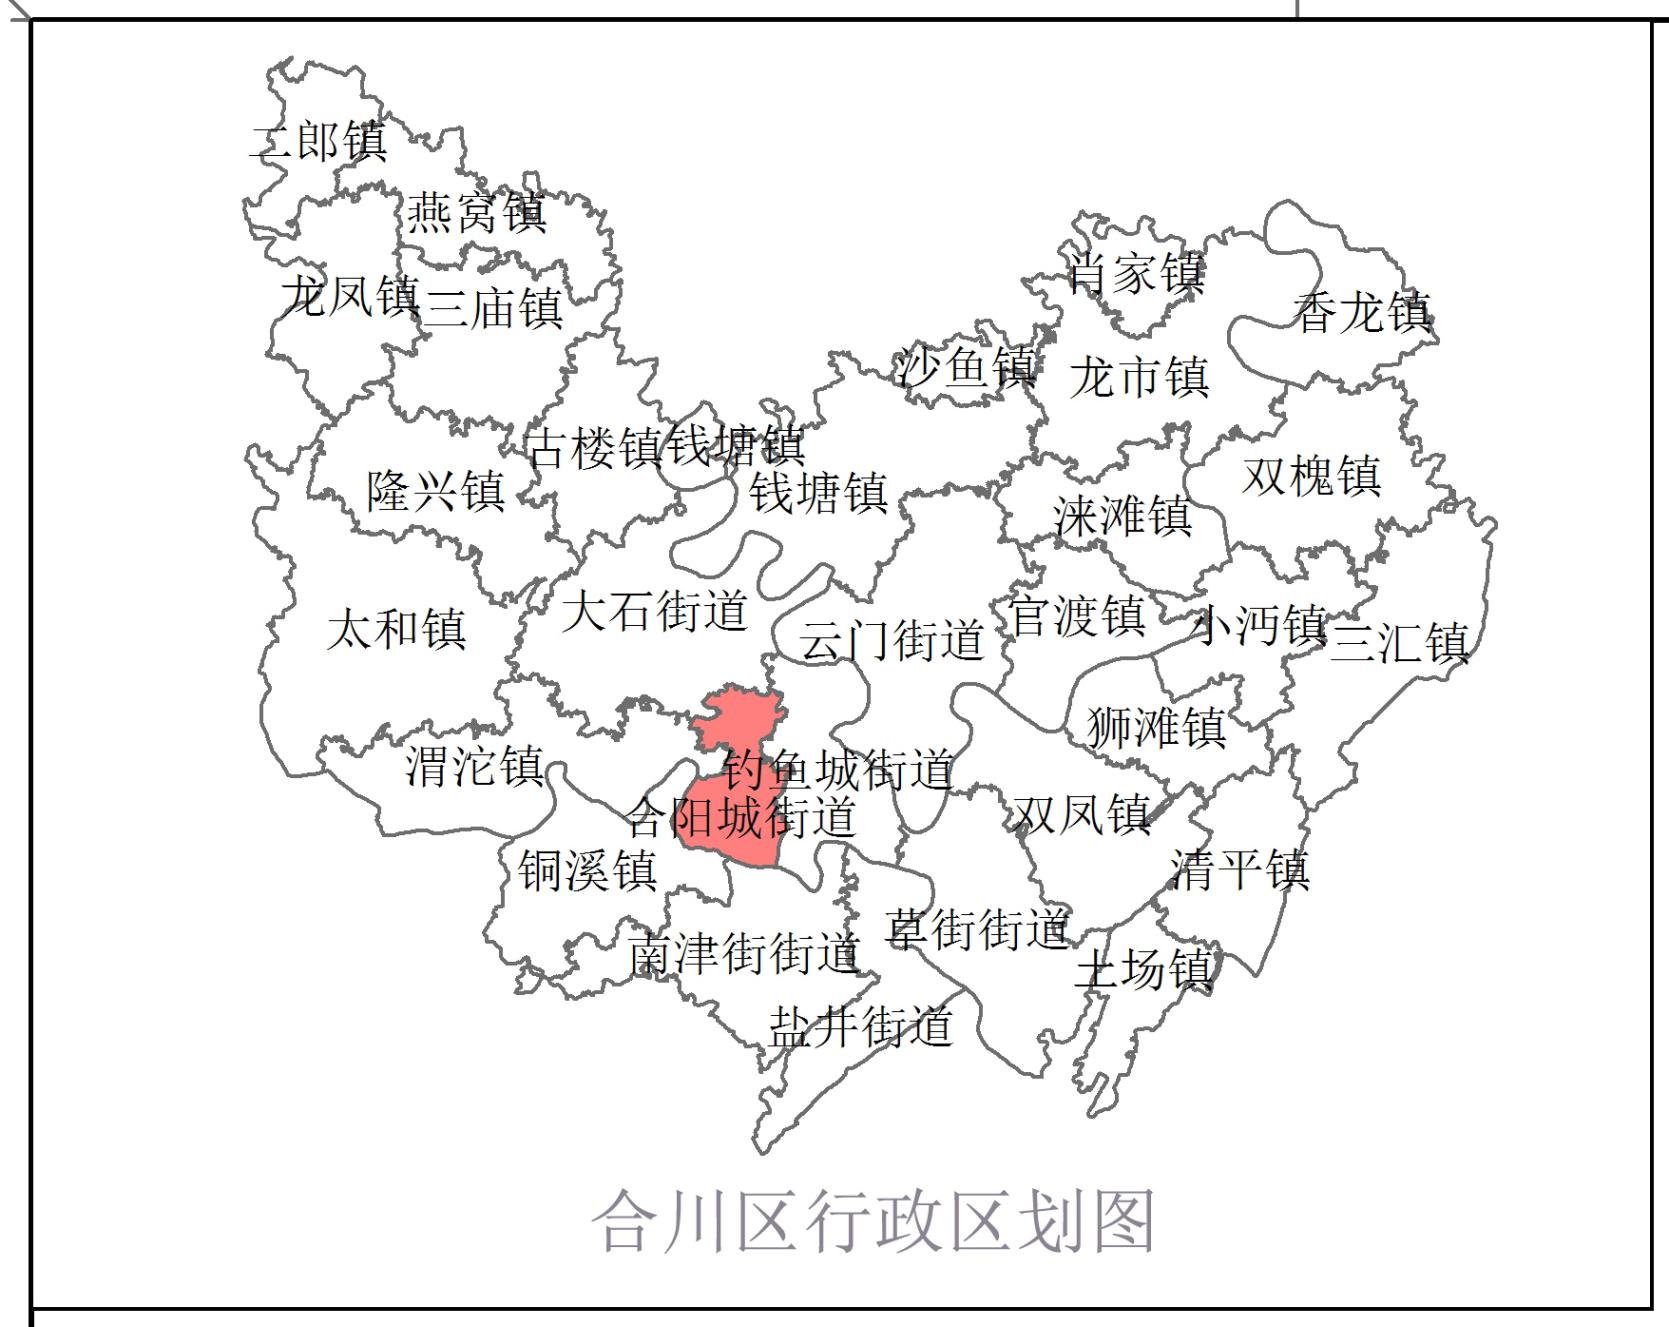 二郎镇
燕窝镇
龙凤镇
三庙镇
肖家镇
香龙镇
沙鱼镇
龙市镇
古楼镇
钱塘镇
隆兴镇
钱塘镇
双槐镇
涞滩镇
太和镇
大石街道
云门街道
官渡镇
小沔镇
三汇镇
狮滩镇
渭沱镇
钓鱼城街道
合阳城街道
双凤镇
铜溪镇
清平镇
南津街街道
草街街道
土场镇
盐井街道
合川区行政区划图